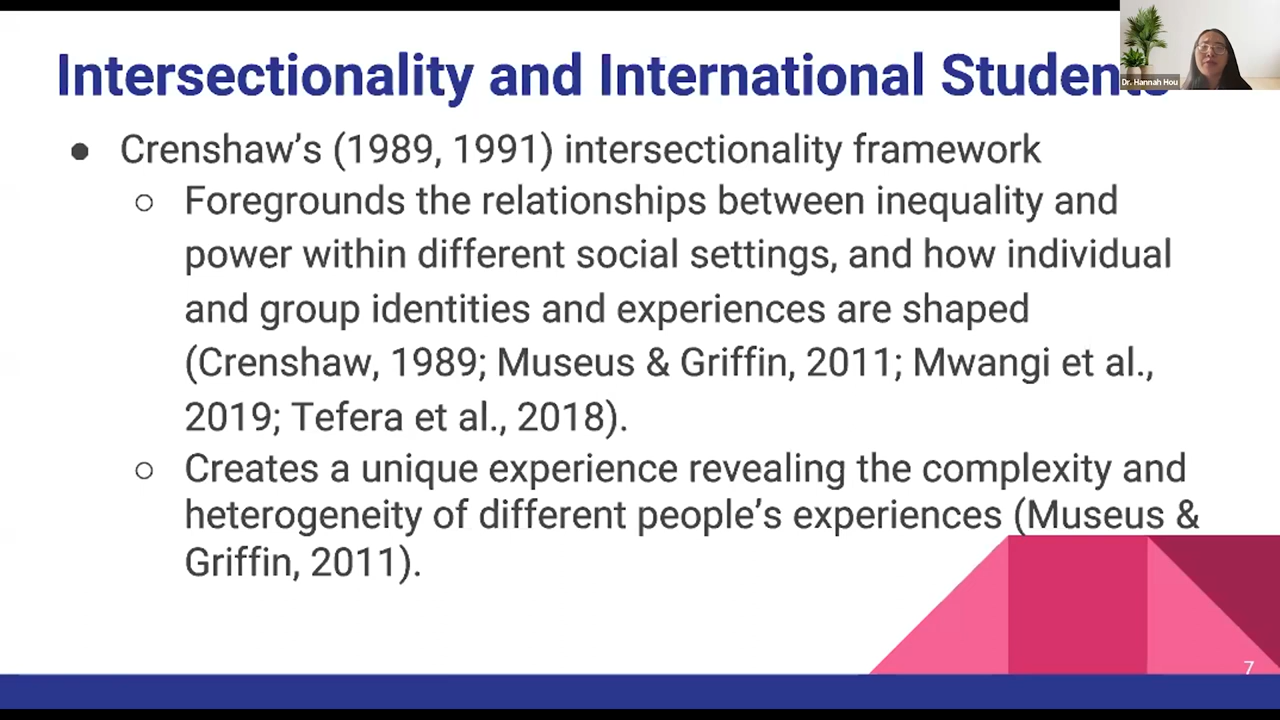 Intersectionality and International Students
Dr. Hannah Hou
● Crenshaw’s (1989, 1991) intersectionality framework
○ Foregrounds the relationships between inequality and
power within different social settings, and how individual
and group identities and experiences are shaped
(Crenshaw, 1989; Museus & Griffin, 2011; Mwangi et al.,
2019; Tefera et al., 2018).
○ Creates a unique experience revealing the complexity and
heterogeneity of different people’s experiences (Museus &
Griffin, 2011).
7